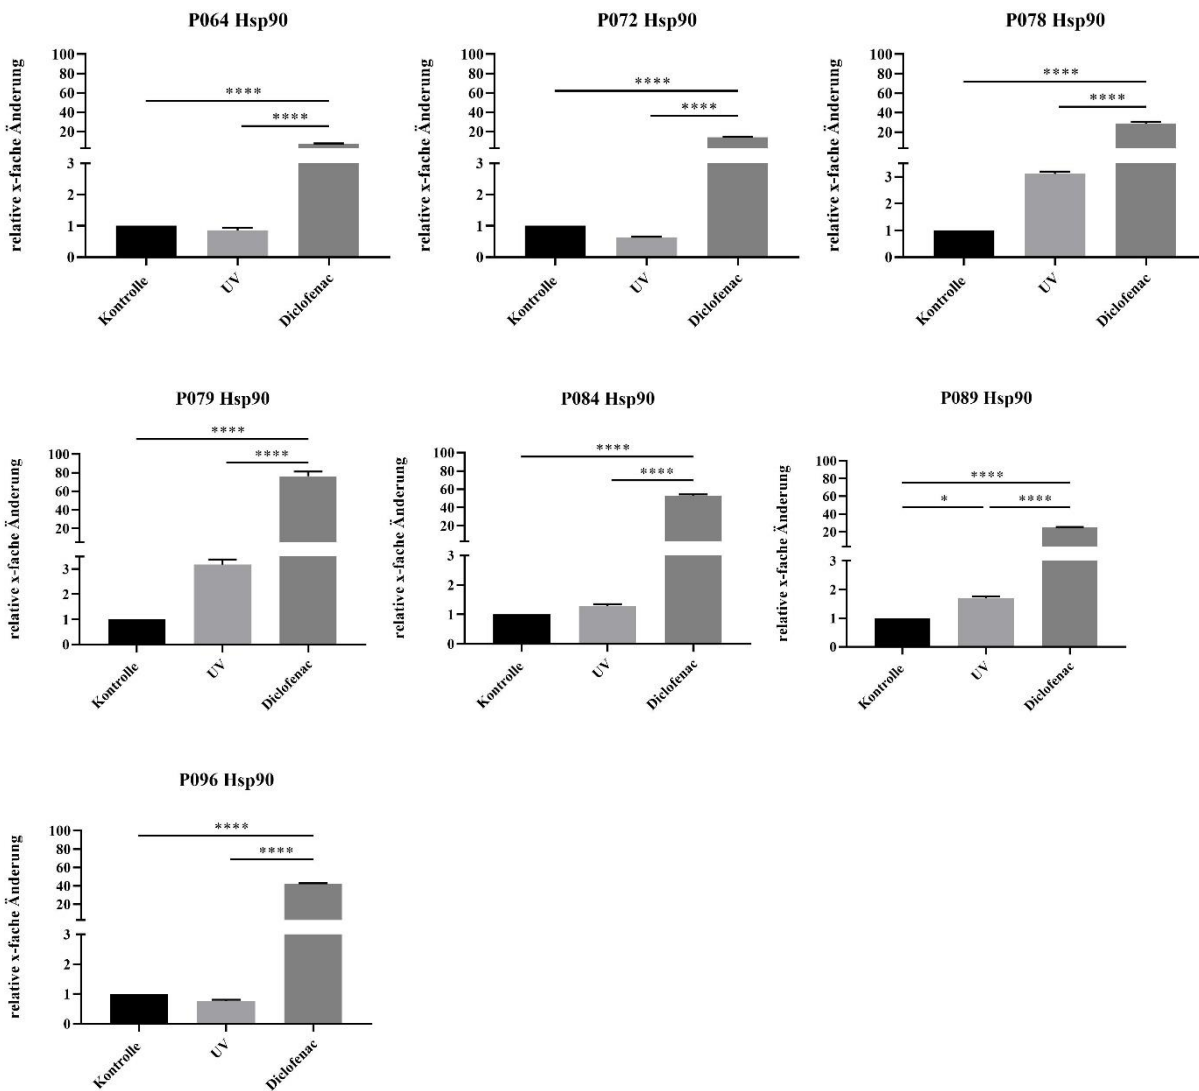 P064 Hsp90
relative x-fache Änderung
100
80
60
40
20
3
2
1
0
****
****
Kontrolle
UV
Diclofenac
P072 Hsp90
relative x-fache Änderung
100
80
60
40
20
3
2
1
0
****
****
Kontrolle
UV
Diclofenac
P078 Hsp90
relative x-fache Änderung
100
80
60
40
20
3
2
1
0
****
****
Kontrolle
UV
Diclofenac
P079 Hsp90
relative x-fache Änderung
100
80
60
40
20
3
2
1
0
****
****
Kontrolle
UV
Diclofenac
P084 Hsp90
relative x-fache Änderung
100
80
60
40
20
3
2
1
0
****
****
Kontrolle
UV
Diclofenac
P089 Hsp90
relative x-fache Änderung
100
80
60
40
20
3
2
1
0
****
* ****
Kontrolle
UV
Diclofenac
P096 Hsp90
relative x-fache Änderung
100
80
60
40
20
3
2
1
0
****
****
Kontrolle
UV
Diclofenac